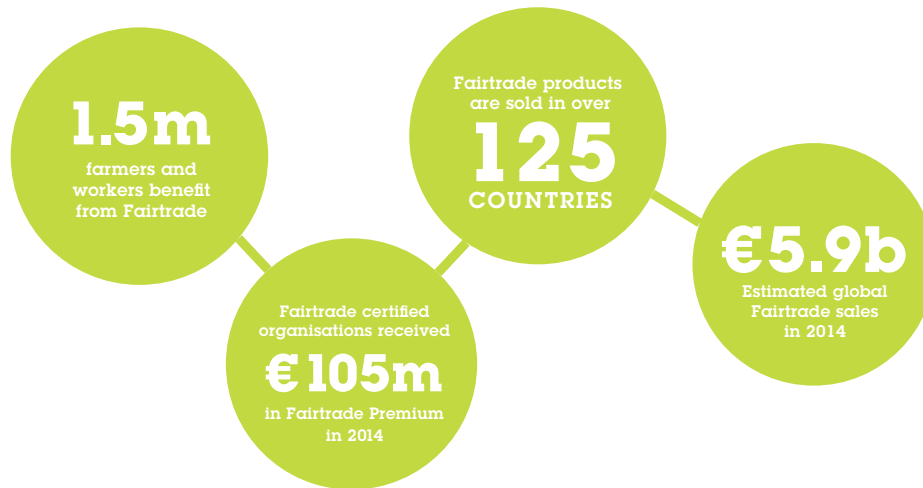 1.5m
farmers and
workers benefit
from Fairtrade
Fairtrade certified
organisations received
€105m
in Fairtrade Premium
in 2014
Fairtrade products
are sold in over
125
COUNTRIES
€5.9b
Estimated global
Fairtrade sales
in 2014